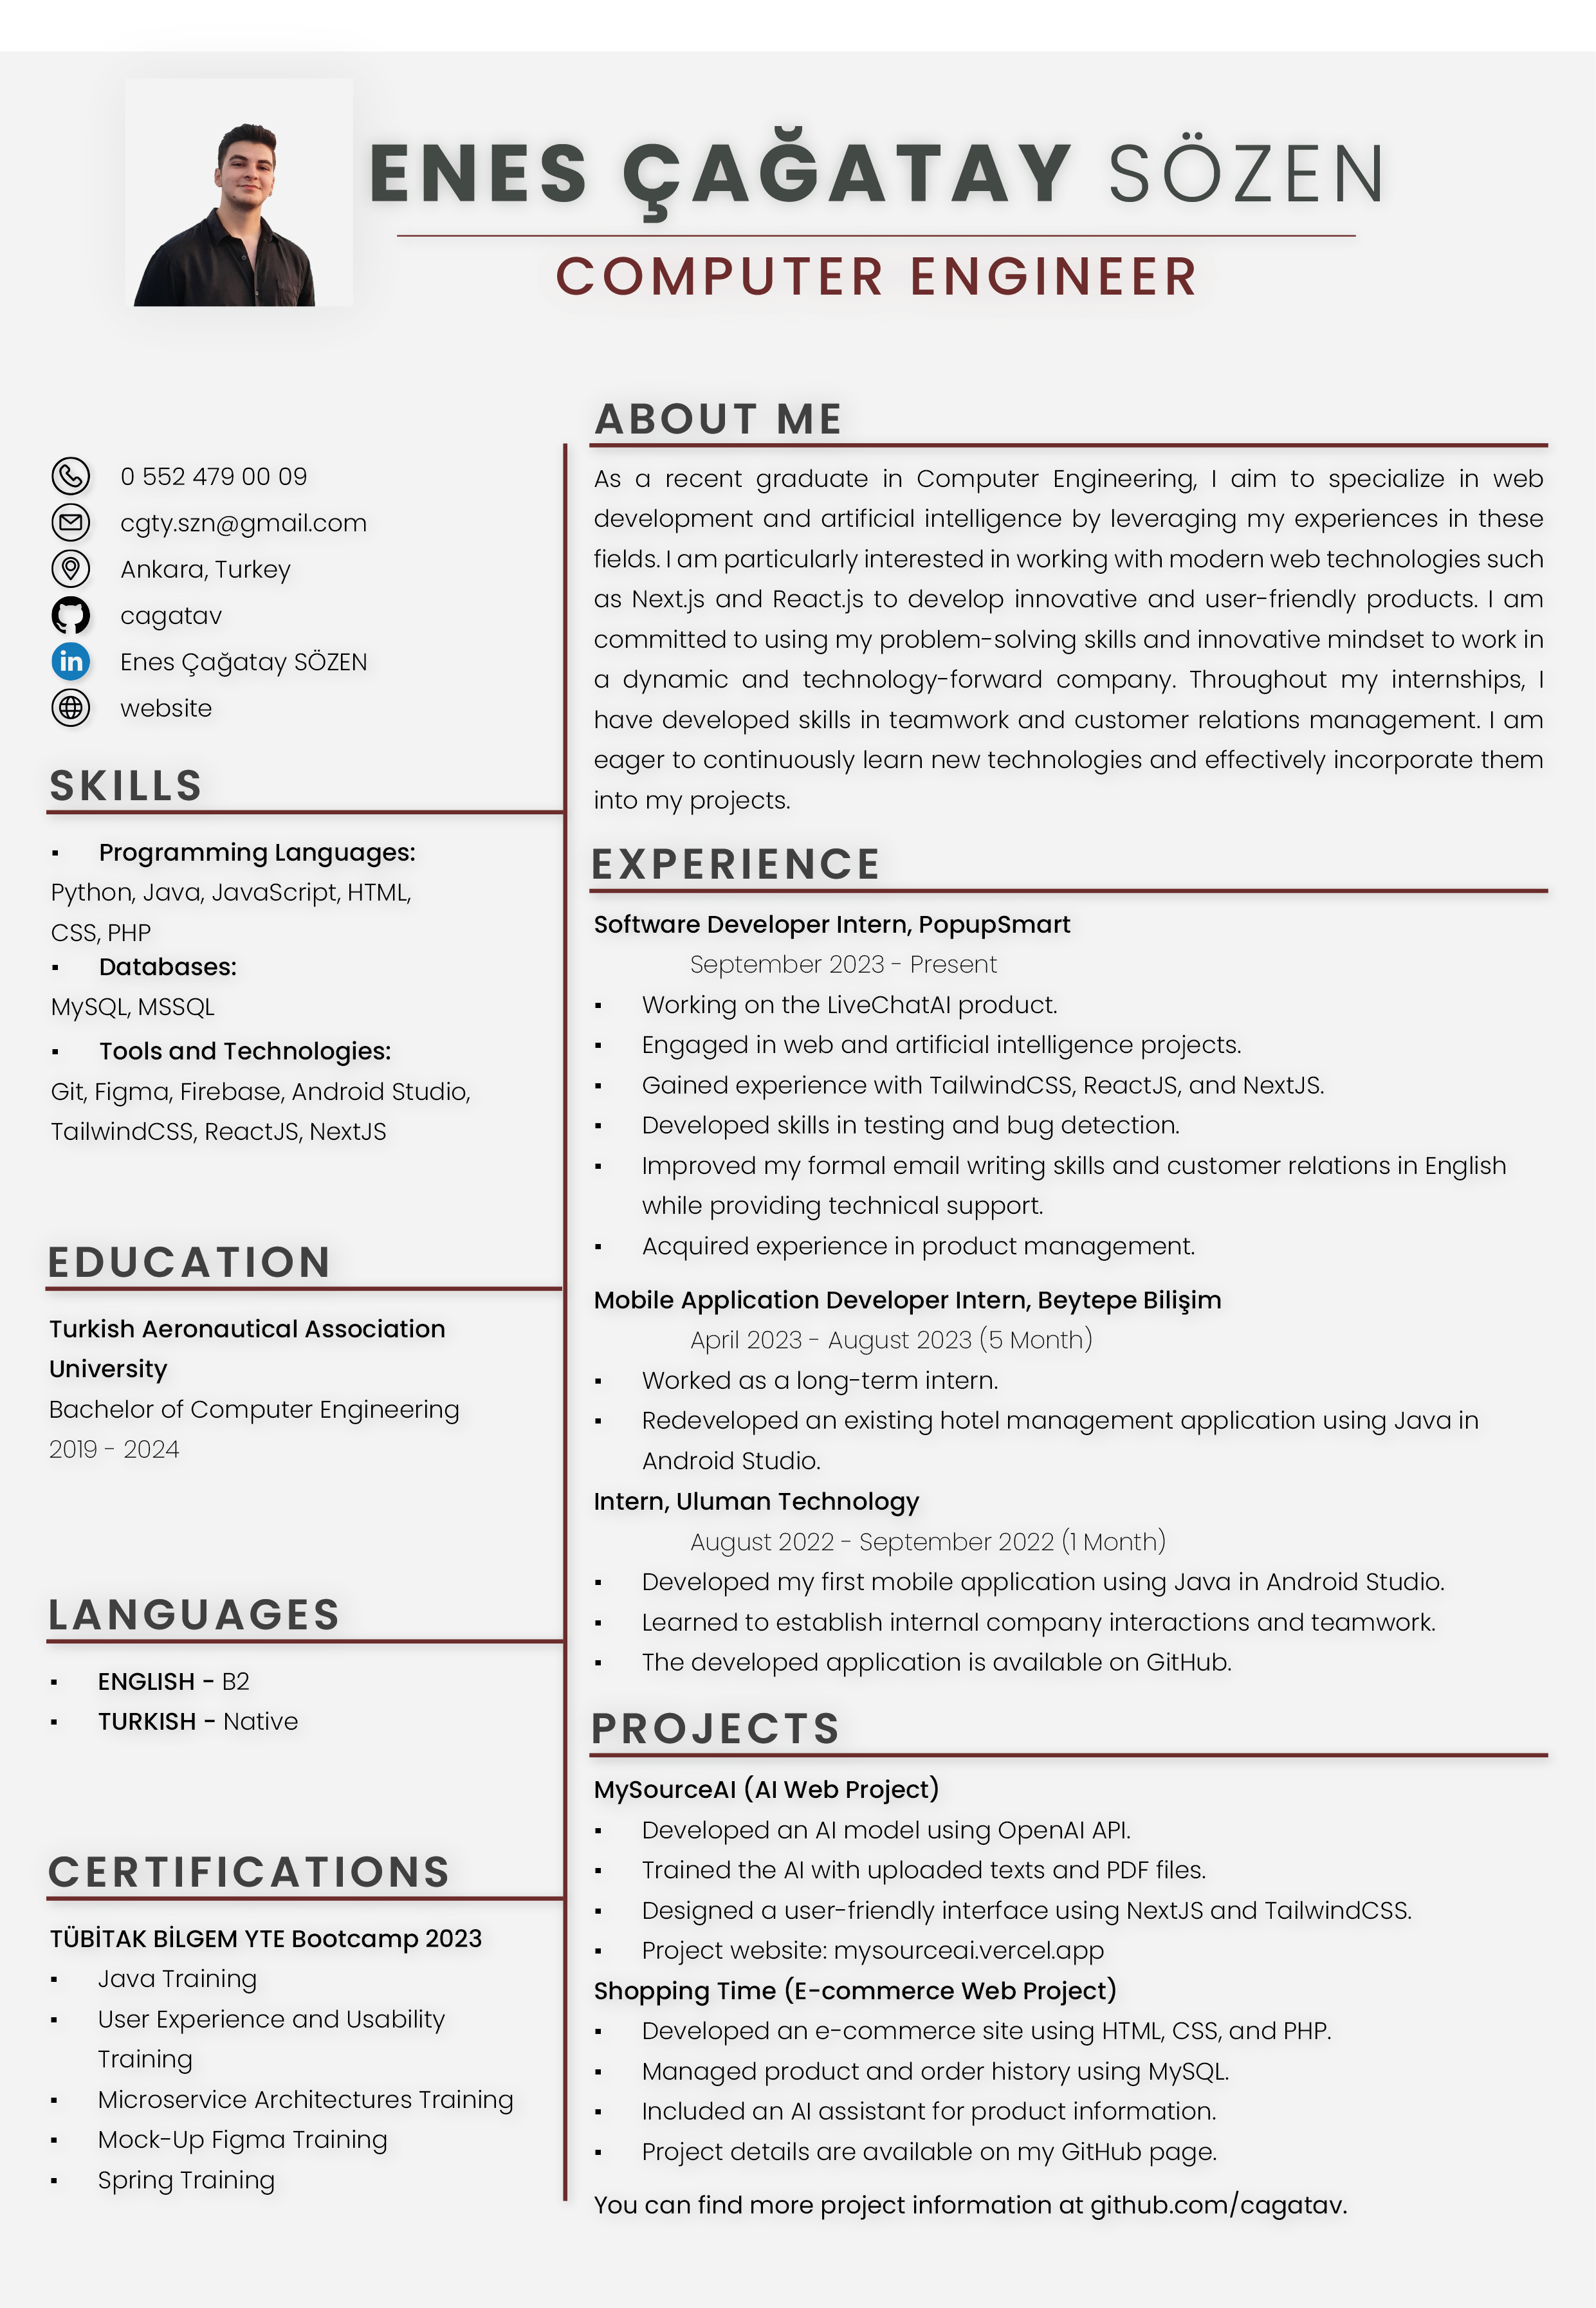 ENES ÇAĞATAY SÖZEN
COMPUTER ENGINEER
0 552 479 00 09
cgty.szn@gmail.com
Ankara, Turkey
cagatav
in
Enes Çağatay SÖZEN
website
SKILLS
▪ Programming Languages:
Python, Java, JavaScript, HTML,
CSS, PHP
▪ Databases:
MySQL, MSSQL
▪ Tools and Technologies:
Git, Figma, Firebase, Android Studio,
TailwindCSS, ReactJS, NextJS
EDUCATION
Turkish Aeronautical Association
University
Bachelor of Computer Engineering
2019 - 2024
LANGUAGES
▪ ENGLISH - B2
▪ TURKISH - Native
CERTIFICATIONS
TÜBİTAK BİLGEM YTE Bootcamp 2023
▪ Java Training
▪ User Experience and Usability
Training
▪ Microservice Architectures Training
▪ Mock-Up Figma Training
▪ Spring Training
ABOUT ME
As a recent graduate in Computer Engineering, I aim to specialize in web
development and artificial intelligence by leveraging my experiences in these
fields. I am particularly interested in working with modern web technologies such
as Next.js and React.js to develop innovative and user-friendly products. I am
committed to using my problem-solving skills and innovative mindset to work in
a dynamic and technology-forward company. Throughout my internships, I
have developed skills in teamwork and customer relations management. I am
eager to continuously learn new technologies and effectively incorporate them
into my projects.
EXPERIENCE
Software Developer Intern, PopupSmart
September 2023 - Present
▪ Working on the LiveChatAI product.
▪ Engaged in web and artificial intelligence projects.
▪ Gained experience with TailwindCSS, ReactJS, and NextJS.
▪ Developed skills in testing and bug detection.
▪ Improved my formal email writing skills and customer relations in English
while providing technical support.
▪ Acquired experience in product management.
Mobile Application Developer Intern, Beytepe Bilişim
April 2023 - August 2023 (5 Month)
▪ Worked as a long-term intern.
▪ Redeveloped an existing hotel management application using Java in
Android Studio.
Intern, Uluman Technology
August 2022 - September 2022 (1 Month)
▪ Developed my first mobile application using Java in Android Studio.
▪ Learned to establish internal company interactions and teamwork.
▪ The developed application is available on GitHub.
PROJECTS
MySourceAI (AI Web Project)
▪ Developed an AI model using OpenAI API.
▪ Trained the AI with uploaded texts and PDF files.
▪ Designed a user-friendly interface using NextJS and TailwindCSS.
▪ Project website: mysourceai.vercel.app
Shopping Time (E-commerce Web Project)
▪ Developed an e-commerce site using HTML, CSS, and PHP.
▪ Managed product and order history using MySQL.
▪ Included an AI assistant for product information.
▪ Project details are available on my GitHub page.
You can find more project information at github.com/cagatav.